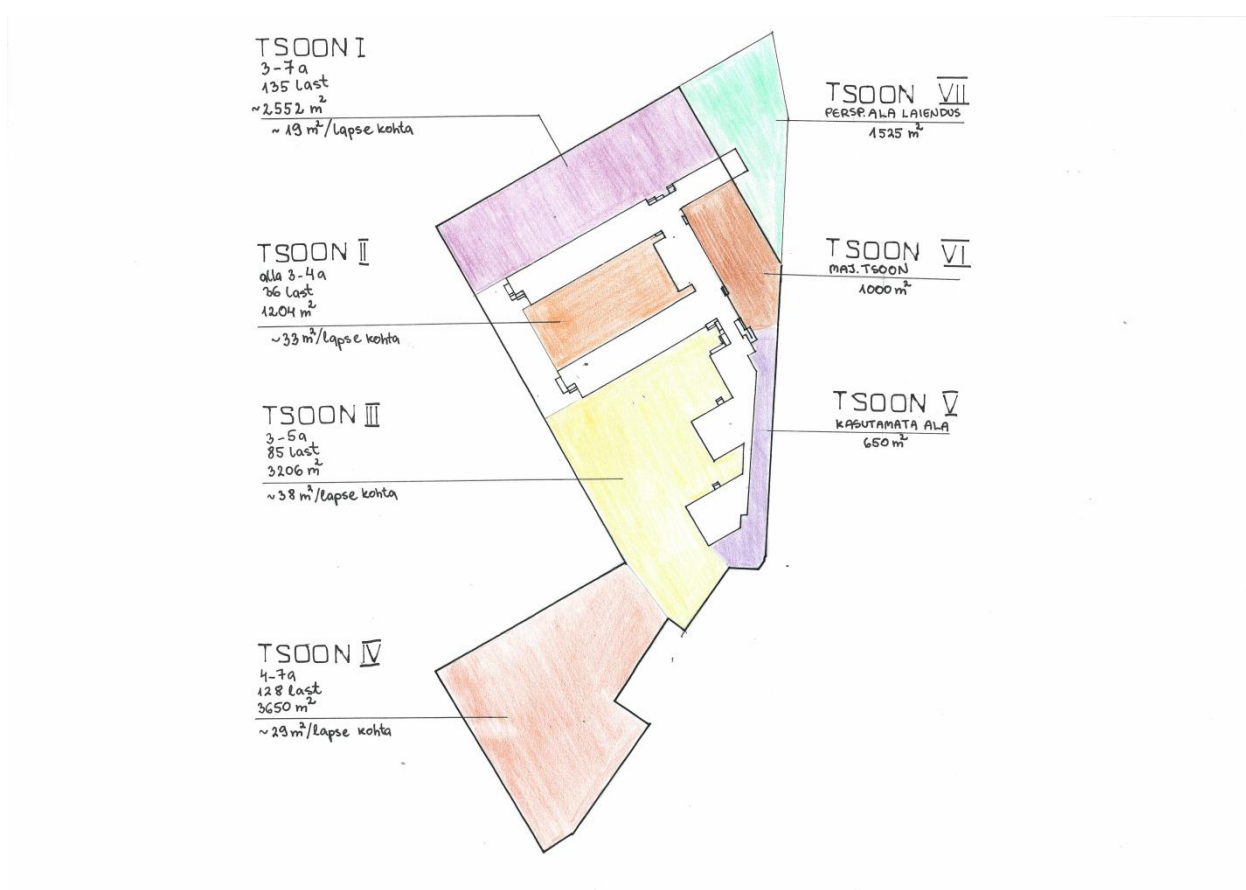 TSOON I
3-7a
135 last
~2552 m²
~19 m²/lapse kohta
TSOON II
alla 3-4a
36 last
1204 m²
~33 m²/lapse kohta
TSOON III
3-5a
85 last
3206 m²
~38 m²/lapse kohta
TSOON IV
4-7a
128 last
3650 m²
~29 m²/lapse kohta
TSOON VII
PERSP. ALA LAIENDUS
1525 m²
TSOON VI
MAJ. TSOON
1000 m²
TSOON V
KASUTAMATA ALA
650 m²